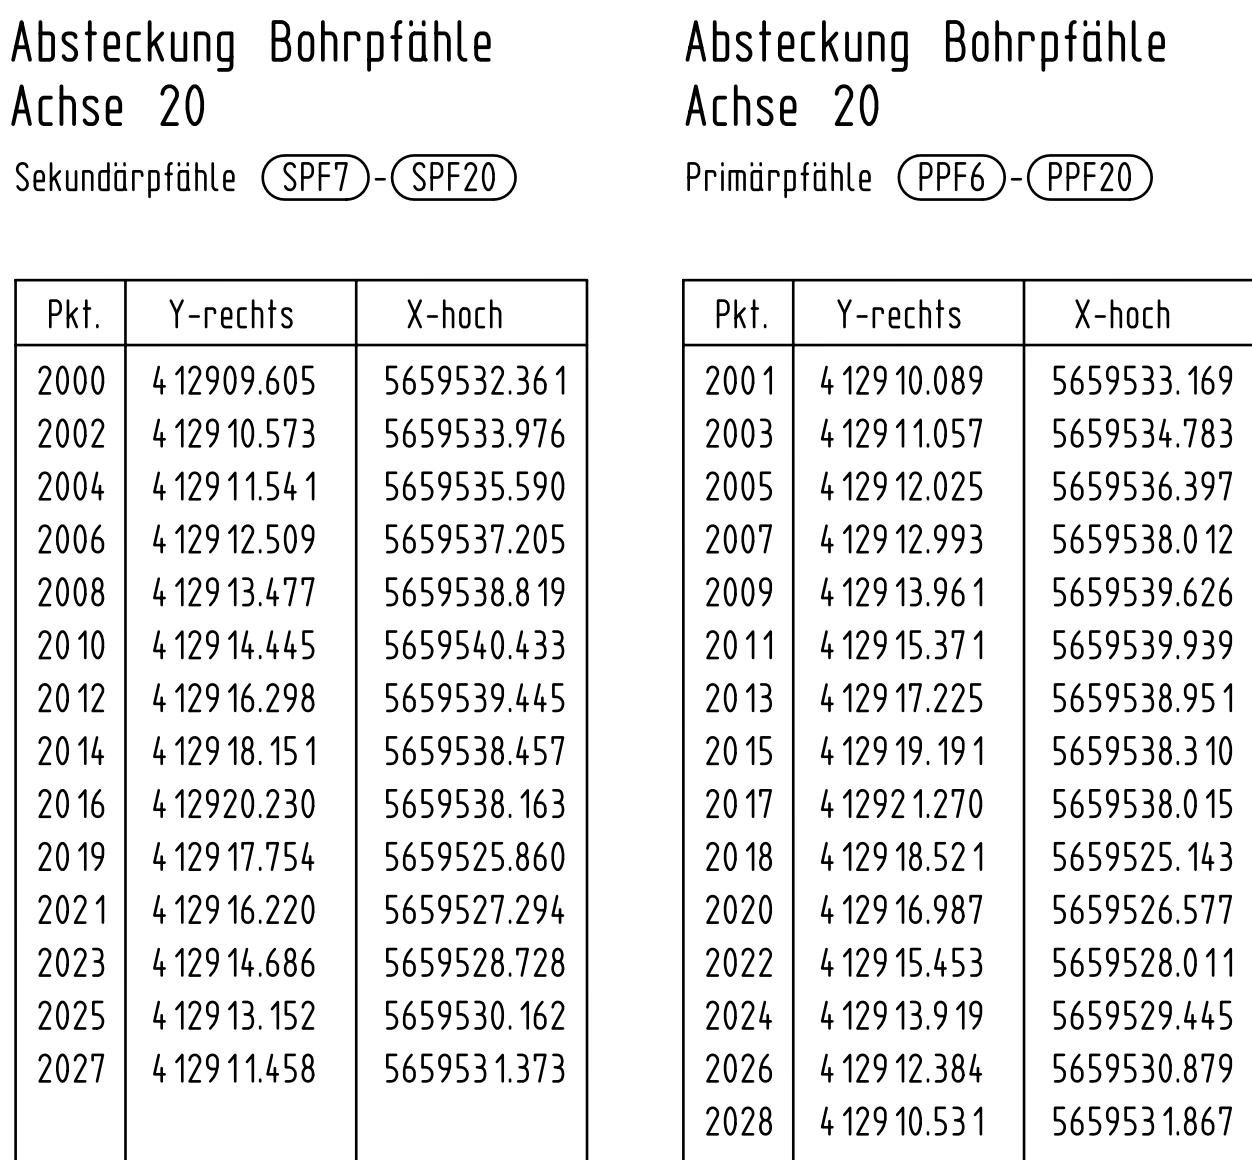 Absteckung Bohrpfähle
Achse 20
Sekundärpfähle SPF7-SPF20
Pkt. Y-rechts X-hoch
2000 412909.605 5659532.361
2002 412910.573 5659533.976
2004 412911.541 5659535.590
2006 412912.509 5659537.205
2008 412913.477 5659538.819
2010 412914.445 5659540.433
2012 412916.298 5659539.445
2014 412918.151 5659538.457
2016 412920.230 5659538.163
2019 412917.754 5659525.860
2021 412916.220 5659527.294
2023 412914.686 5659528.728
2025 412913.152 5659530.162
2027 412911.458 5659531.373
Absteckung Bohrpfähle
Achse 20
Primärpfähle PPF6-PPF20
Pkt. Y-rechts X-hoch
2001 412910.089 5659533.169
2003 412911.057 5659534.783
2005 412912.025 5659536.397
2007 412912.993 5659538.012
2009 412913.961 5659539.626
2011 412915.371 5659539.939
2013 412917.225 5659538.951
2015 412919.191 5659538.310
2017 412921.270 5659538.015
2018 412918.521 5659525.143
2020 412916.987 5659526.577
2022 412915.453 5659528.011
2024 412913.919 5659529.445
2026 412912.384 5659530.879
2028 412910.531 5659531.867